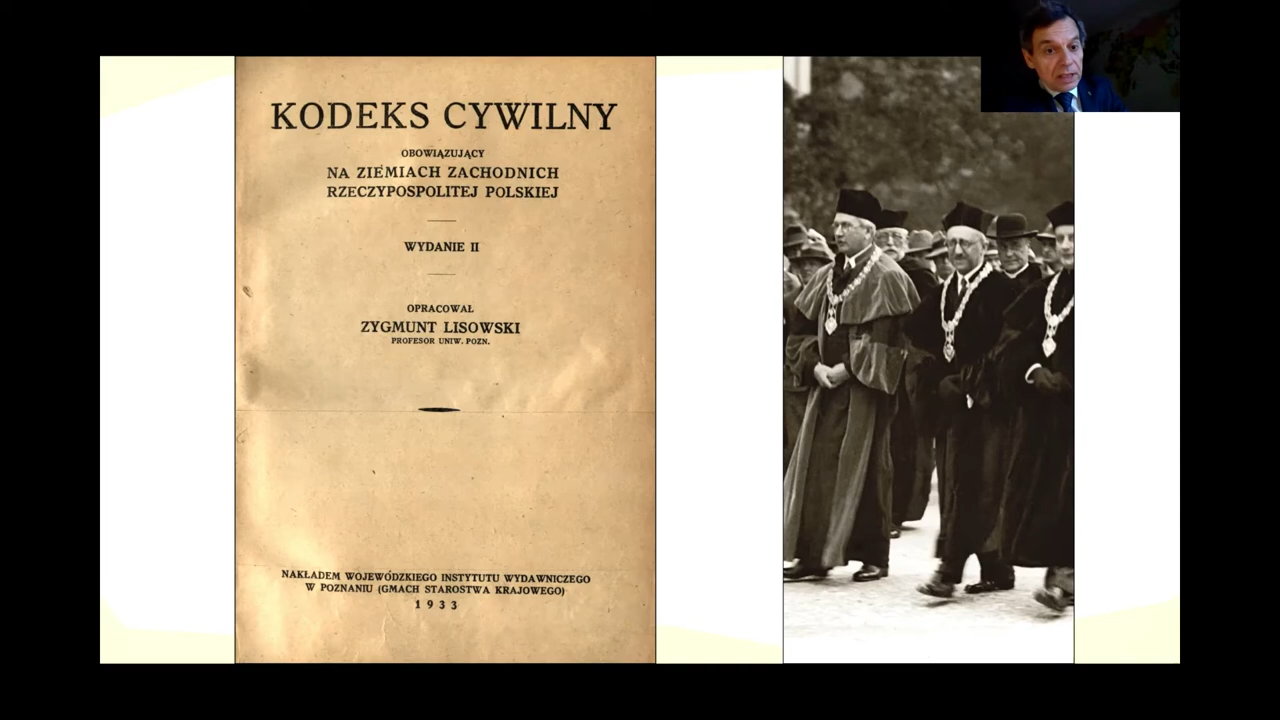 KODEKS CYWILNY
OBOWIĄZUJĄCY
NA ZIEMIACH ZACHODNICH
RZECZYPOSPOLITEJ POLSKIEJ
WYDANIE II
OPRACOWAŁ
ZYGMUNT LISOWSKI
PROFESOR UNIW. POZN.
NAKŁADEM WOJEWÓDZKIEGO INSTYTUTU WYDAWNICZEGO
W POZNANIU (GMACH STAROSTWA KRAJOWEGO)
1933